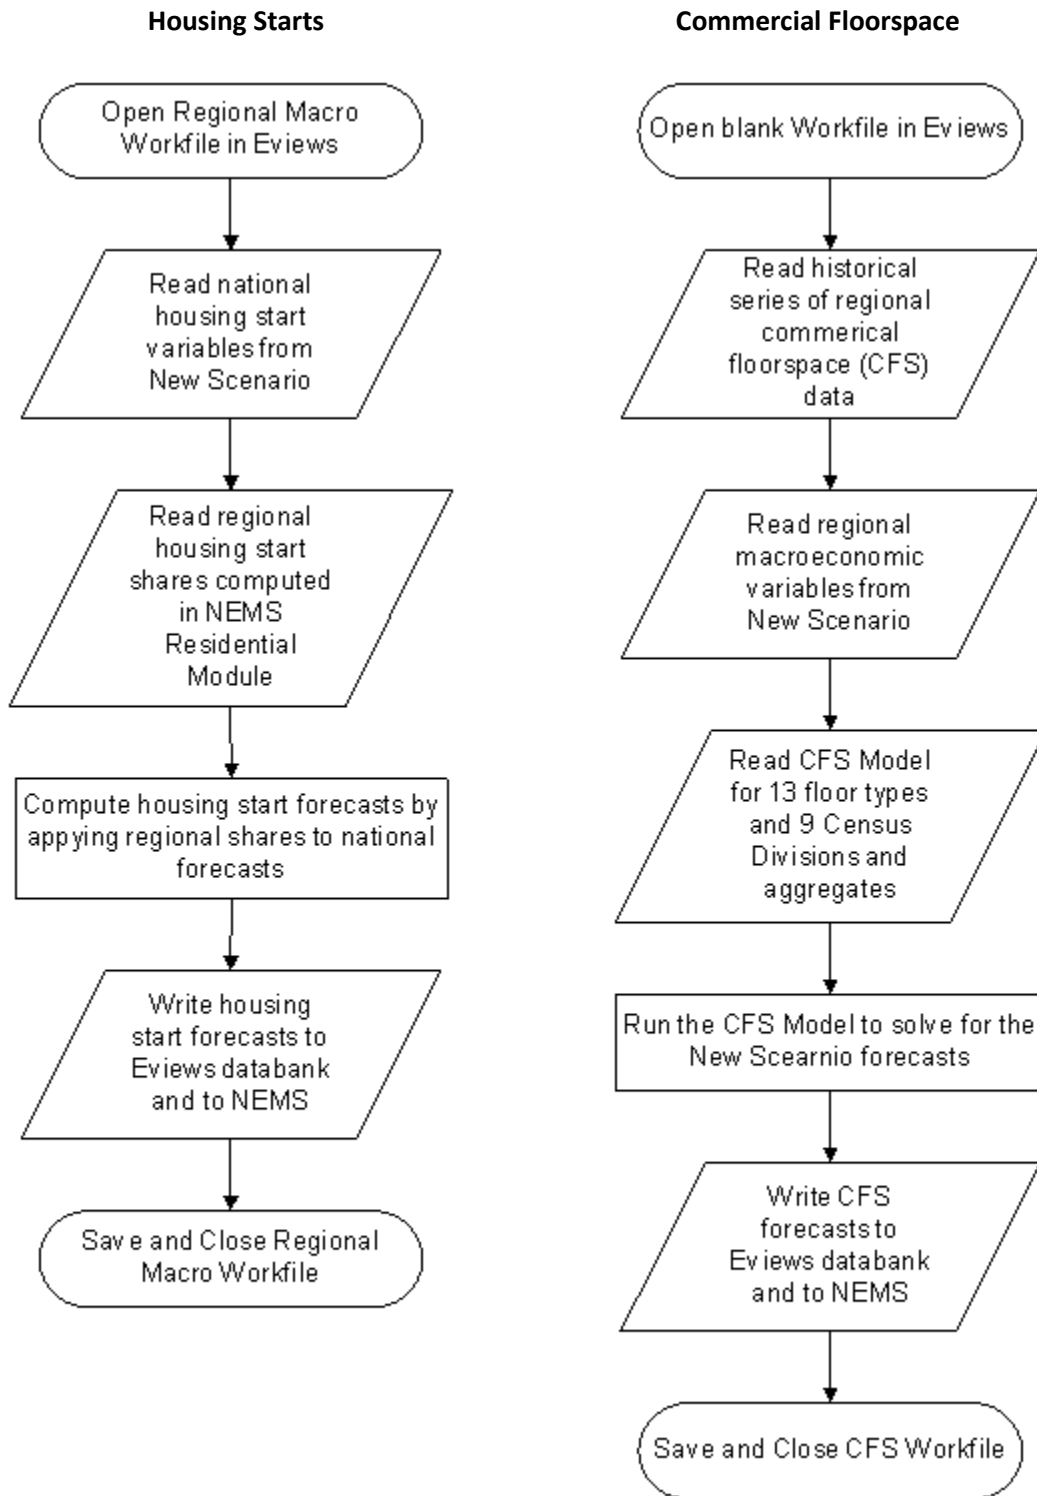 Housing Starts
Open Regional Macro
Workfile in Eviews
Read national
housing start
variables from
New Scenario
Read regional
housing start
shares computed
in NEMS
Residential
Module
Compute housing start forecasts by
appying regional shares to national
forecasts
Write housing
start forecasts to
Eviews databank
and to NEMS
Save and Close Regional
Macro Workfile
Commercial Floorspace
Open blank Workfile in Eviews
Read historical
series of regional
commerical
floorspace (CFS)
data
Read regional
macroeconomic
variables from
New Scenario
Read CFS Model
for 13 floor types
and 9 Census
Divisions and
aggregates
Run the CFS Model to solve for the
New Scearnio forecasts
Write CFS
forecasts to
Eviews databank
and to NEMS
Save and Close CFS Workfile